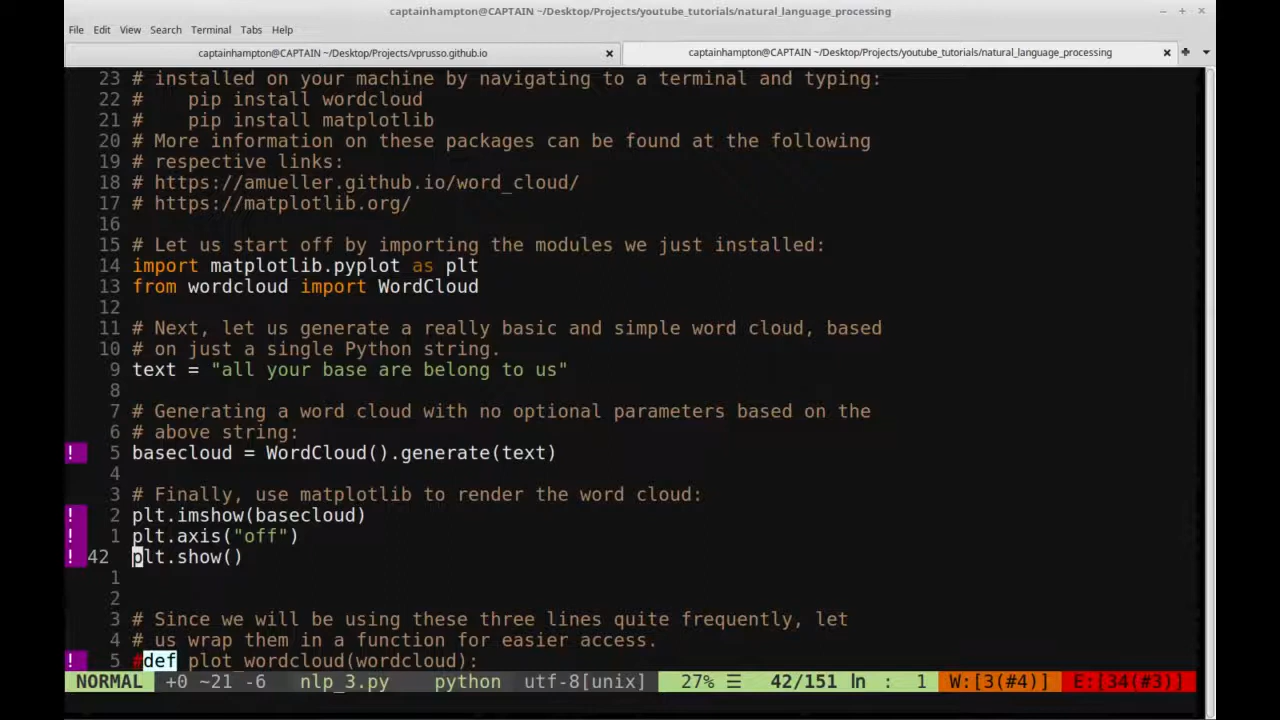 captainhampton@CAPTAIN ~/Desktop/Projects/youtube_tutorials/natural_language_processing
File Edit View Search Terminal Tabs Help
captainhampton@CAPTAIN ~/Desktop/Projects/vprusso.github.io captainhampton@CAPTAIN ~/Desktop/Projects/youtube_tutorials/natural_language_processing
23 # installed on your machine by navigating to a terminal and typing:
22 #    pip install wordcloud
21 #    pip install matplotlib
20 # More information on these packages can be found at the following
19 # respective links:
18 # https://amueller.github.io/word_cloud/
17 # https://matplotlib.org/
16
15 # Let us start off by importing the modules we just installed:
14 import matplotlib.pyplot as plt
13 from wordcloud import WordCloud
12
11 # Next, let us generate a really basic and simple word cloud, based
10 # on just a single Python string.
9 text = "all your base are belong to us"
8
7 # Generating a word cloud with no optional parameters based on the
6 # above string:
! 5 basecloud = WordCloud().generate(text)
4
3 # Finally, use matplotlib to render the word cloud:
! 2 plt.imshow(basecloud)
! 1 plt.axis("off")
! 42 plt.show()
1
2
3 # Since we will be using these three lines quite frequently, let
4 # us wrap them in a function for easier access.
! 5 #def plot_wordcloud(wordcloud):
NORMAL +0 ~21 -6 nlp_3.py python utf-8[unix] 27% ☰ 42/151 ln : 1 W:[3(#4)] E:[34(#3)]